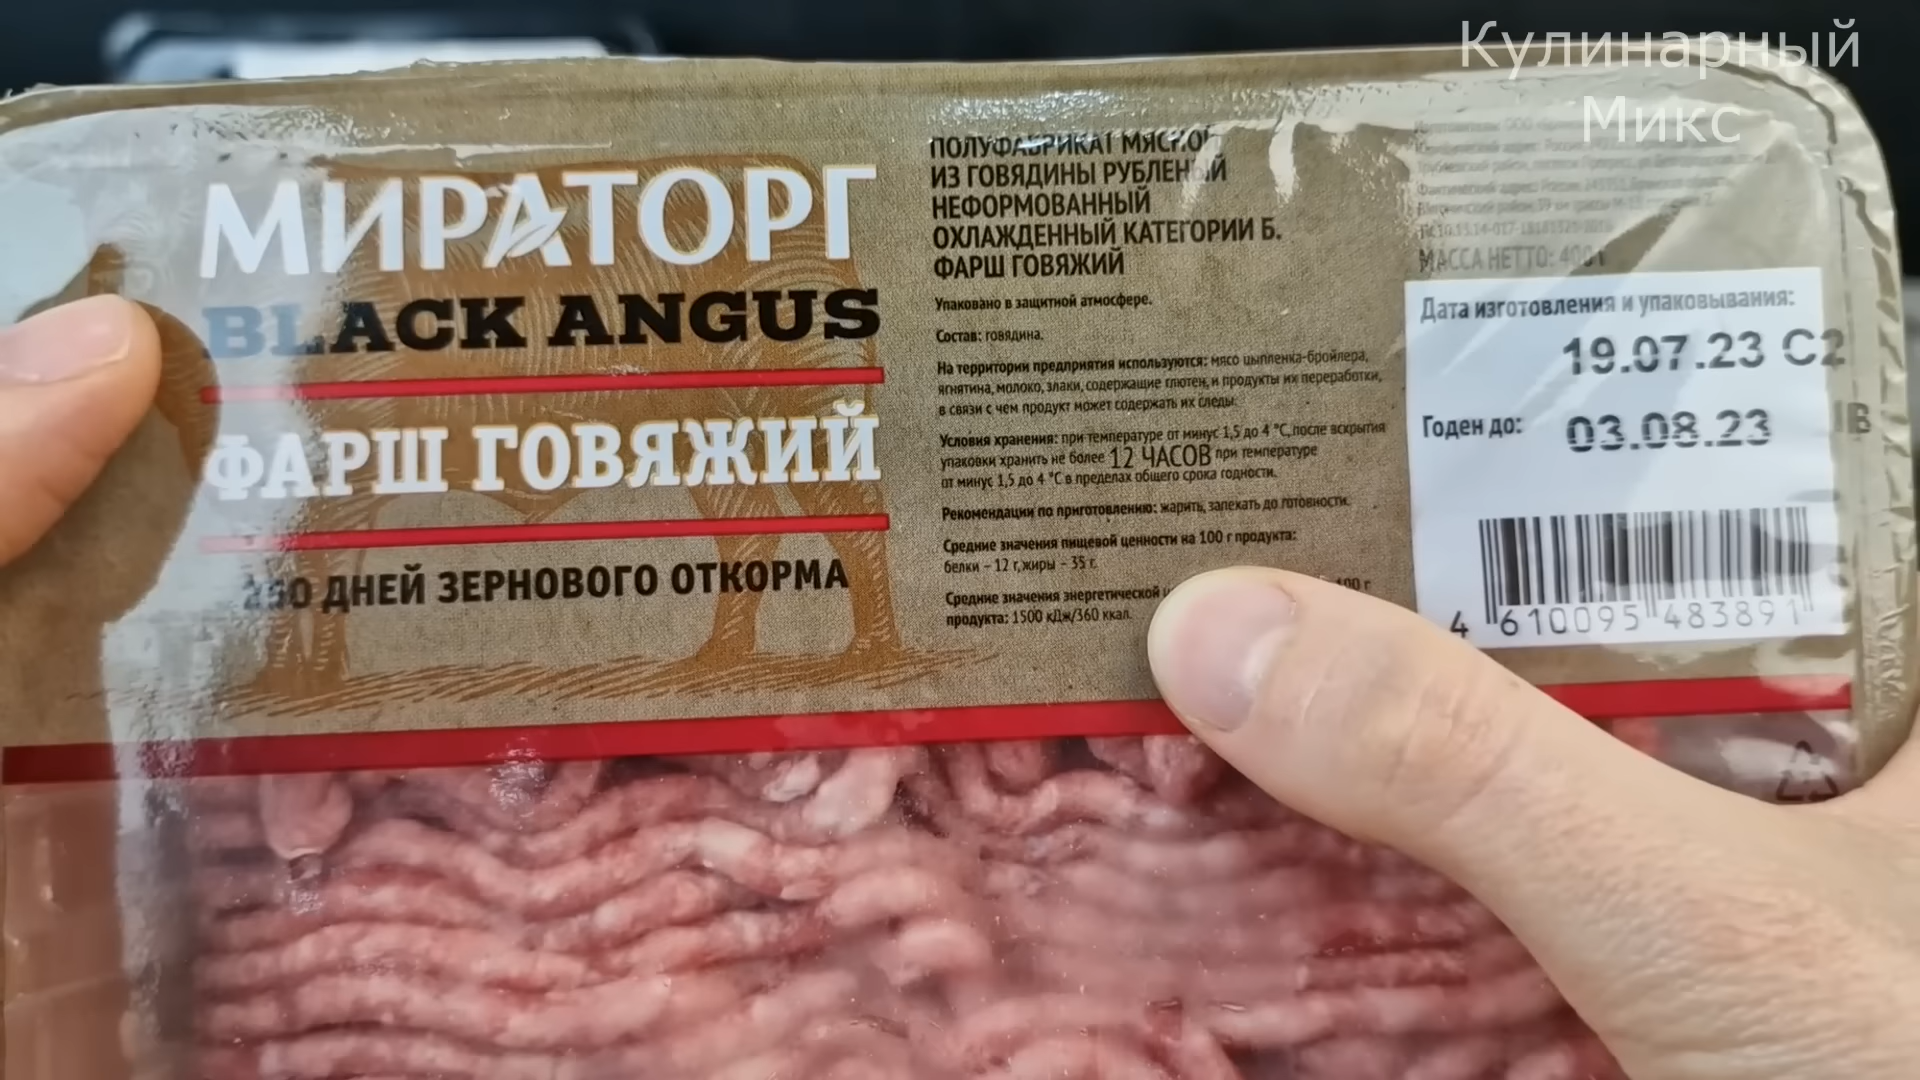 Кулинарный
Микс
МИРАТОРГ
BLACK ANGUS
ФАРШ ГОВЯЖИЙ
ДНЕЙ ЗЕРНОВОГО ОТКОРМА
ПОЛУФАБРИКАТ МЯСНОЙ
ИЗ ГОВЯДИНЫ РУБЛЕНЫЙ
НЕФОРМОВАННЫЙ
ОХЛАЖДЕННЫЙ КАТЕГОРИИ Б.
ФАРШ ГОВЯЖИЙ
Упаковано в защитной атмосфере.
Состав: говядина.
На территории предприятия используются: мясо цыпленка-бройлера,
ягнятина, молоко, злаки, содержащие глютен, и продукты их переработки,
в связи с чем продукт может содержать их следы.
Условия хранения: при температуре от минус 1,5 до 4 °C, после вскрытия
упаковки хранить не более 12 ЧАСОВ при температуре
от минус 1,5 до 4 °C в пределах общего срока годности.
Рекомендации по приготовлению: жарить, запекать до готовности.
Средние значения пищевой ценности на 100 г продукта:
белки – 12 г, жиры – 35 г.
Средние значения энергетической 100 г
продукта: 1500 кДж/360 ккал.
МАССА НЕТТО: 400 г
Дата изготовления и упаковывания:
19.07.23 C2
Годен до: 03.08.23
4 610095 483891